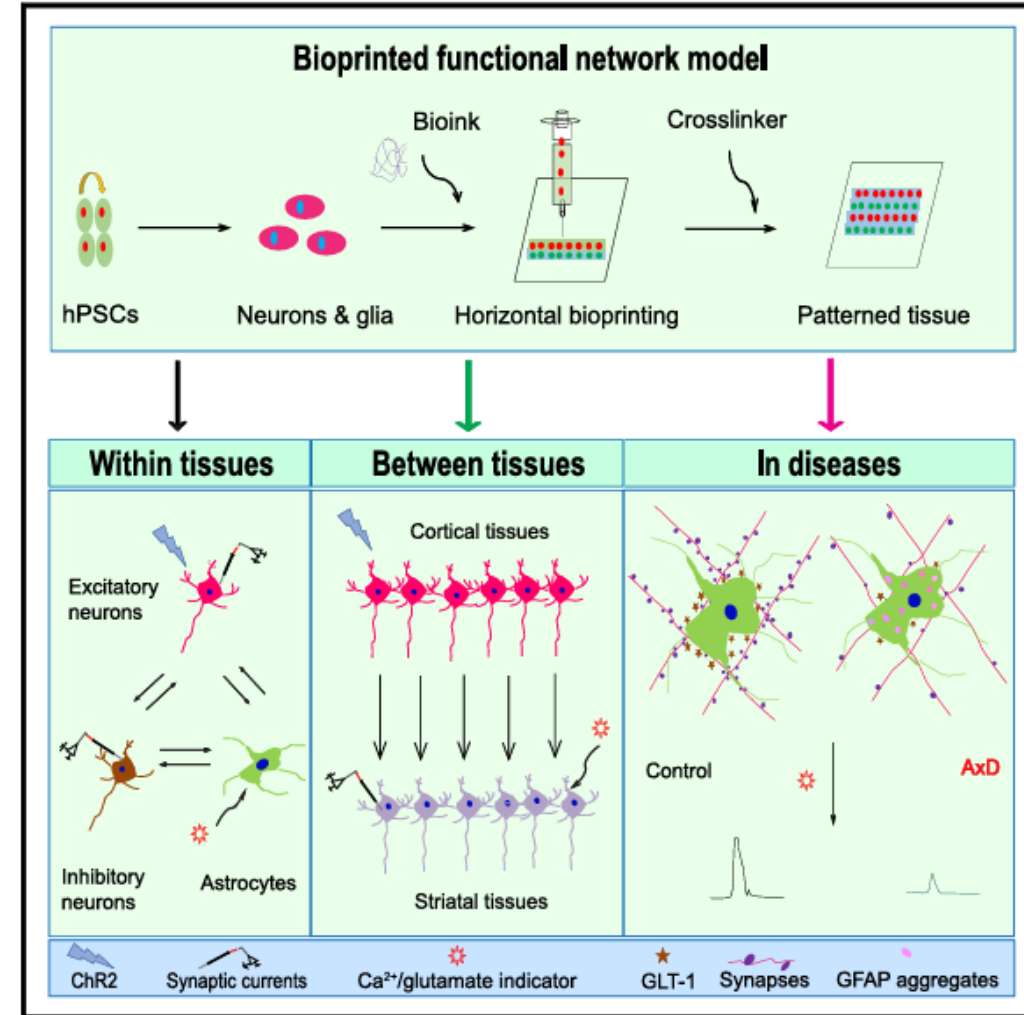 Bioprinted functional network model
Bioink
Crosslinker
hPSCs
Neurons & glia
Horizontal bioprinting
Patterned tissue
Within tissues
Between tissues
In diseases
Excitatory
neurons
Inhibitory
neurons
Astrocytes
Cortical tissues
Striatal tissues
Control
AxD
ChR2
Synaptic currents
Ca²⁺/glutamate indicator
GLT-1
Synapses
GFAP aggregates